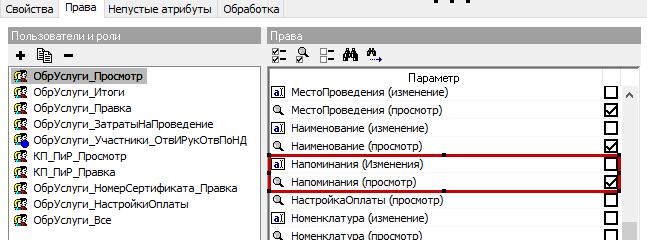 Свойства Права Непустые атрибуты Обработка
Пользователи и роли
ОбрУслуги_Просмотр
ОбрУслуги_Итоги
ОбрУслуги_Правка
ОбрУслуги_ЗатратыНаПроведение
ОбрУслуги_Участники_ОтвИРукОтвПоНД
КП_ПиР_Просмотр
КП_ПиР_Правка
ОбрУслуги_НомерСертификата_Правка
ОбрУслуги_НастройкиОплаты
ОбрУслуги_Все
Права
Параметр
МестоПроведения (изменение)
МестоПроведения (просмотр)
Наименование (изменение)
Наименование (просмотр)
Напоминания (Изменения)
Напоминания (просмотр)
НастройкаОплаты (просмотр)
Номенклатура (изменение)
Номенклатура (просмотр)